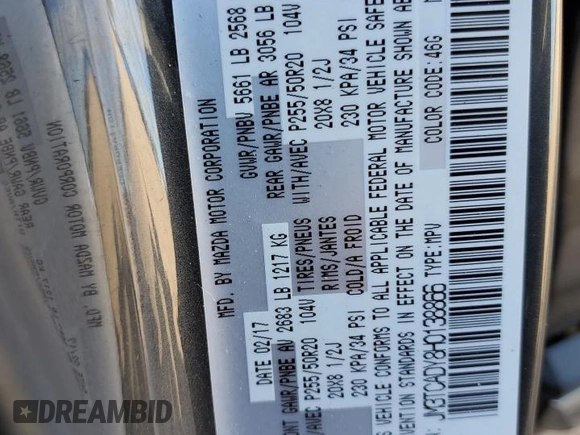 MFD. BY MAZDA MOTOR CORPORATION
DATE 02/17 GVWR/PNBV 5661 LB 2568
GAWR/PNBE AV 2683 LB 1217 KG REAR GAWR/PNBE AR 3056 LB
/AVEC P255/50R20 104V TIRES/PNEUS WITH/AVEC P255/50R20 104V
20X8 1/2J RIMS/JANTES 20X8 1/2J
230 KPA/34 PSI COLD/A FROID 230 KPA/34 PSI
VEHICLE CONFORMS TO ALL APPLICABLE FEDERAL MOTOR VEHICLE SAFE
VENTION STANDARDS IN EFFECT ON THE DATE OF MANUFACTURE SHOWN AB
JM3TCADY8H0138866 TYPE:MPV COLOR CODE:46G
DREAMBID